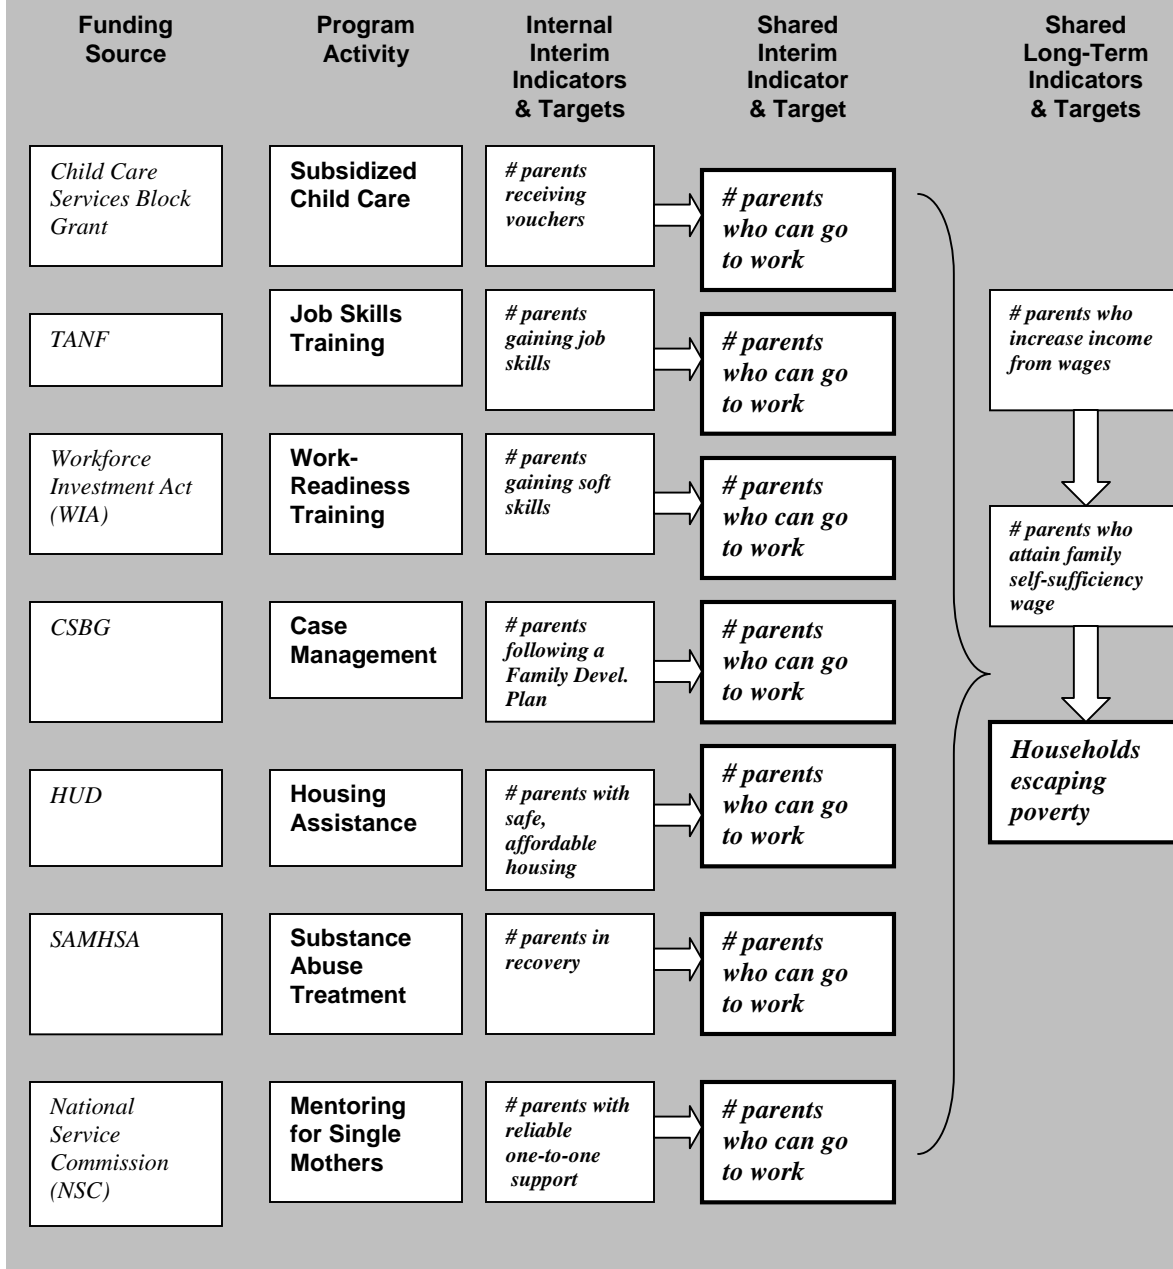 Funding
Source
Program
Activity
Internal
Interim
Indicators
& Targets
Shared
Interim
Indicator
& Target
Shared
Long-Term
Indicators
& Targets
Child Care
Services Block
Grant
Subsidized
Child Care
# parents
receiving
vouchers
# parents
who can go
to work
TANF
Job Skills
Training
# parents
gaining job
skills
# parents
who can go
to work
Workforce
Investment Act
(WIA)
Work-
Readiness
Training
# parents
gaining soft
skills
# parents
who can go
to work
CSBG
Case
Management
# parents
following a
Family Devel.
Plan
# parents
who can go
to work
HUD
Housing
Assistance
# parents with
safe,
affordable
housing
# parents
who can go
to work
SAMHSA
Substance
Abuse
Treatment
# parents in
recovery
# parents
who can go
to work
National
Service
Commission
(NSC)
Mentoring
for Single
Mothers
# parents with
reliable
one-to-one
support
# parents
who can go
to work
# parents who
increase income
from wages
# parents who
attain family
self-sufficiency
wage
Households
escaping
poverty